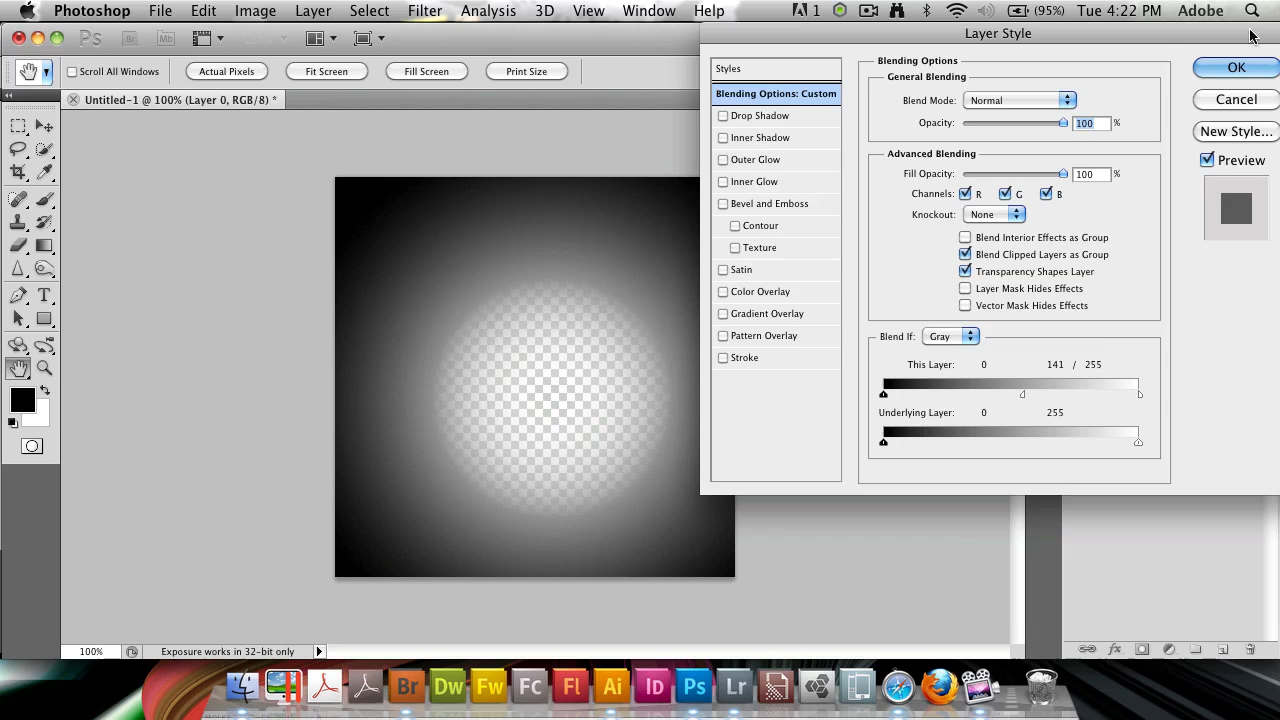 Photoshop File Edit Image Layer Select Analysis Filter 3D View Window Help 1 (95%) Tue 4:22 PM Adobe
Ps Br Mb
Layer Style
Scroll All Windows Actual Pixels Fit Screen Fill Screen Print Size
Untitled-1 @ 100% (Layer 0, RGB/8) *
Styles
Blending Options: Custom
Drop Shadow
Inner Shadow
Outer Glow
Inner Glow
Bevel and Emboss
Contour
Texture
Satin
Color Overlay
Gradient Overlay
Pattern Overlay
Stroke
Blending Options
General Blending
Blend Mode: Normal
Opacity: 100 %
Advanced Blending
Fill Opacity: 100 %
Channels: R G B
Knockout: None
Blend Interior Effects as Group
Blend Clipped Layers as Group
Transparency Shapes Layer
Layer Mask Hides Effects
Vector Mask Hides Effects
Blend If: Gray
This Layer: 0 141 / 255
Underlying Layer: 0 255
OK
Cancel
New Style...
Preview
100% Exposure works in 32-bit only
fx
Br Dw Fw Fc Fl Ai Id Ps Lr